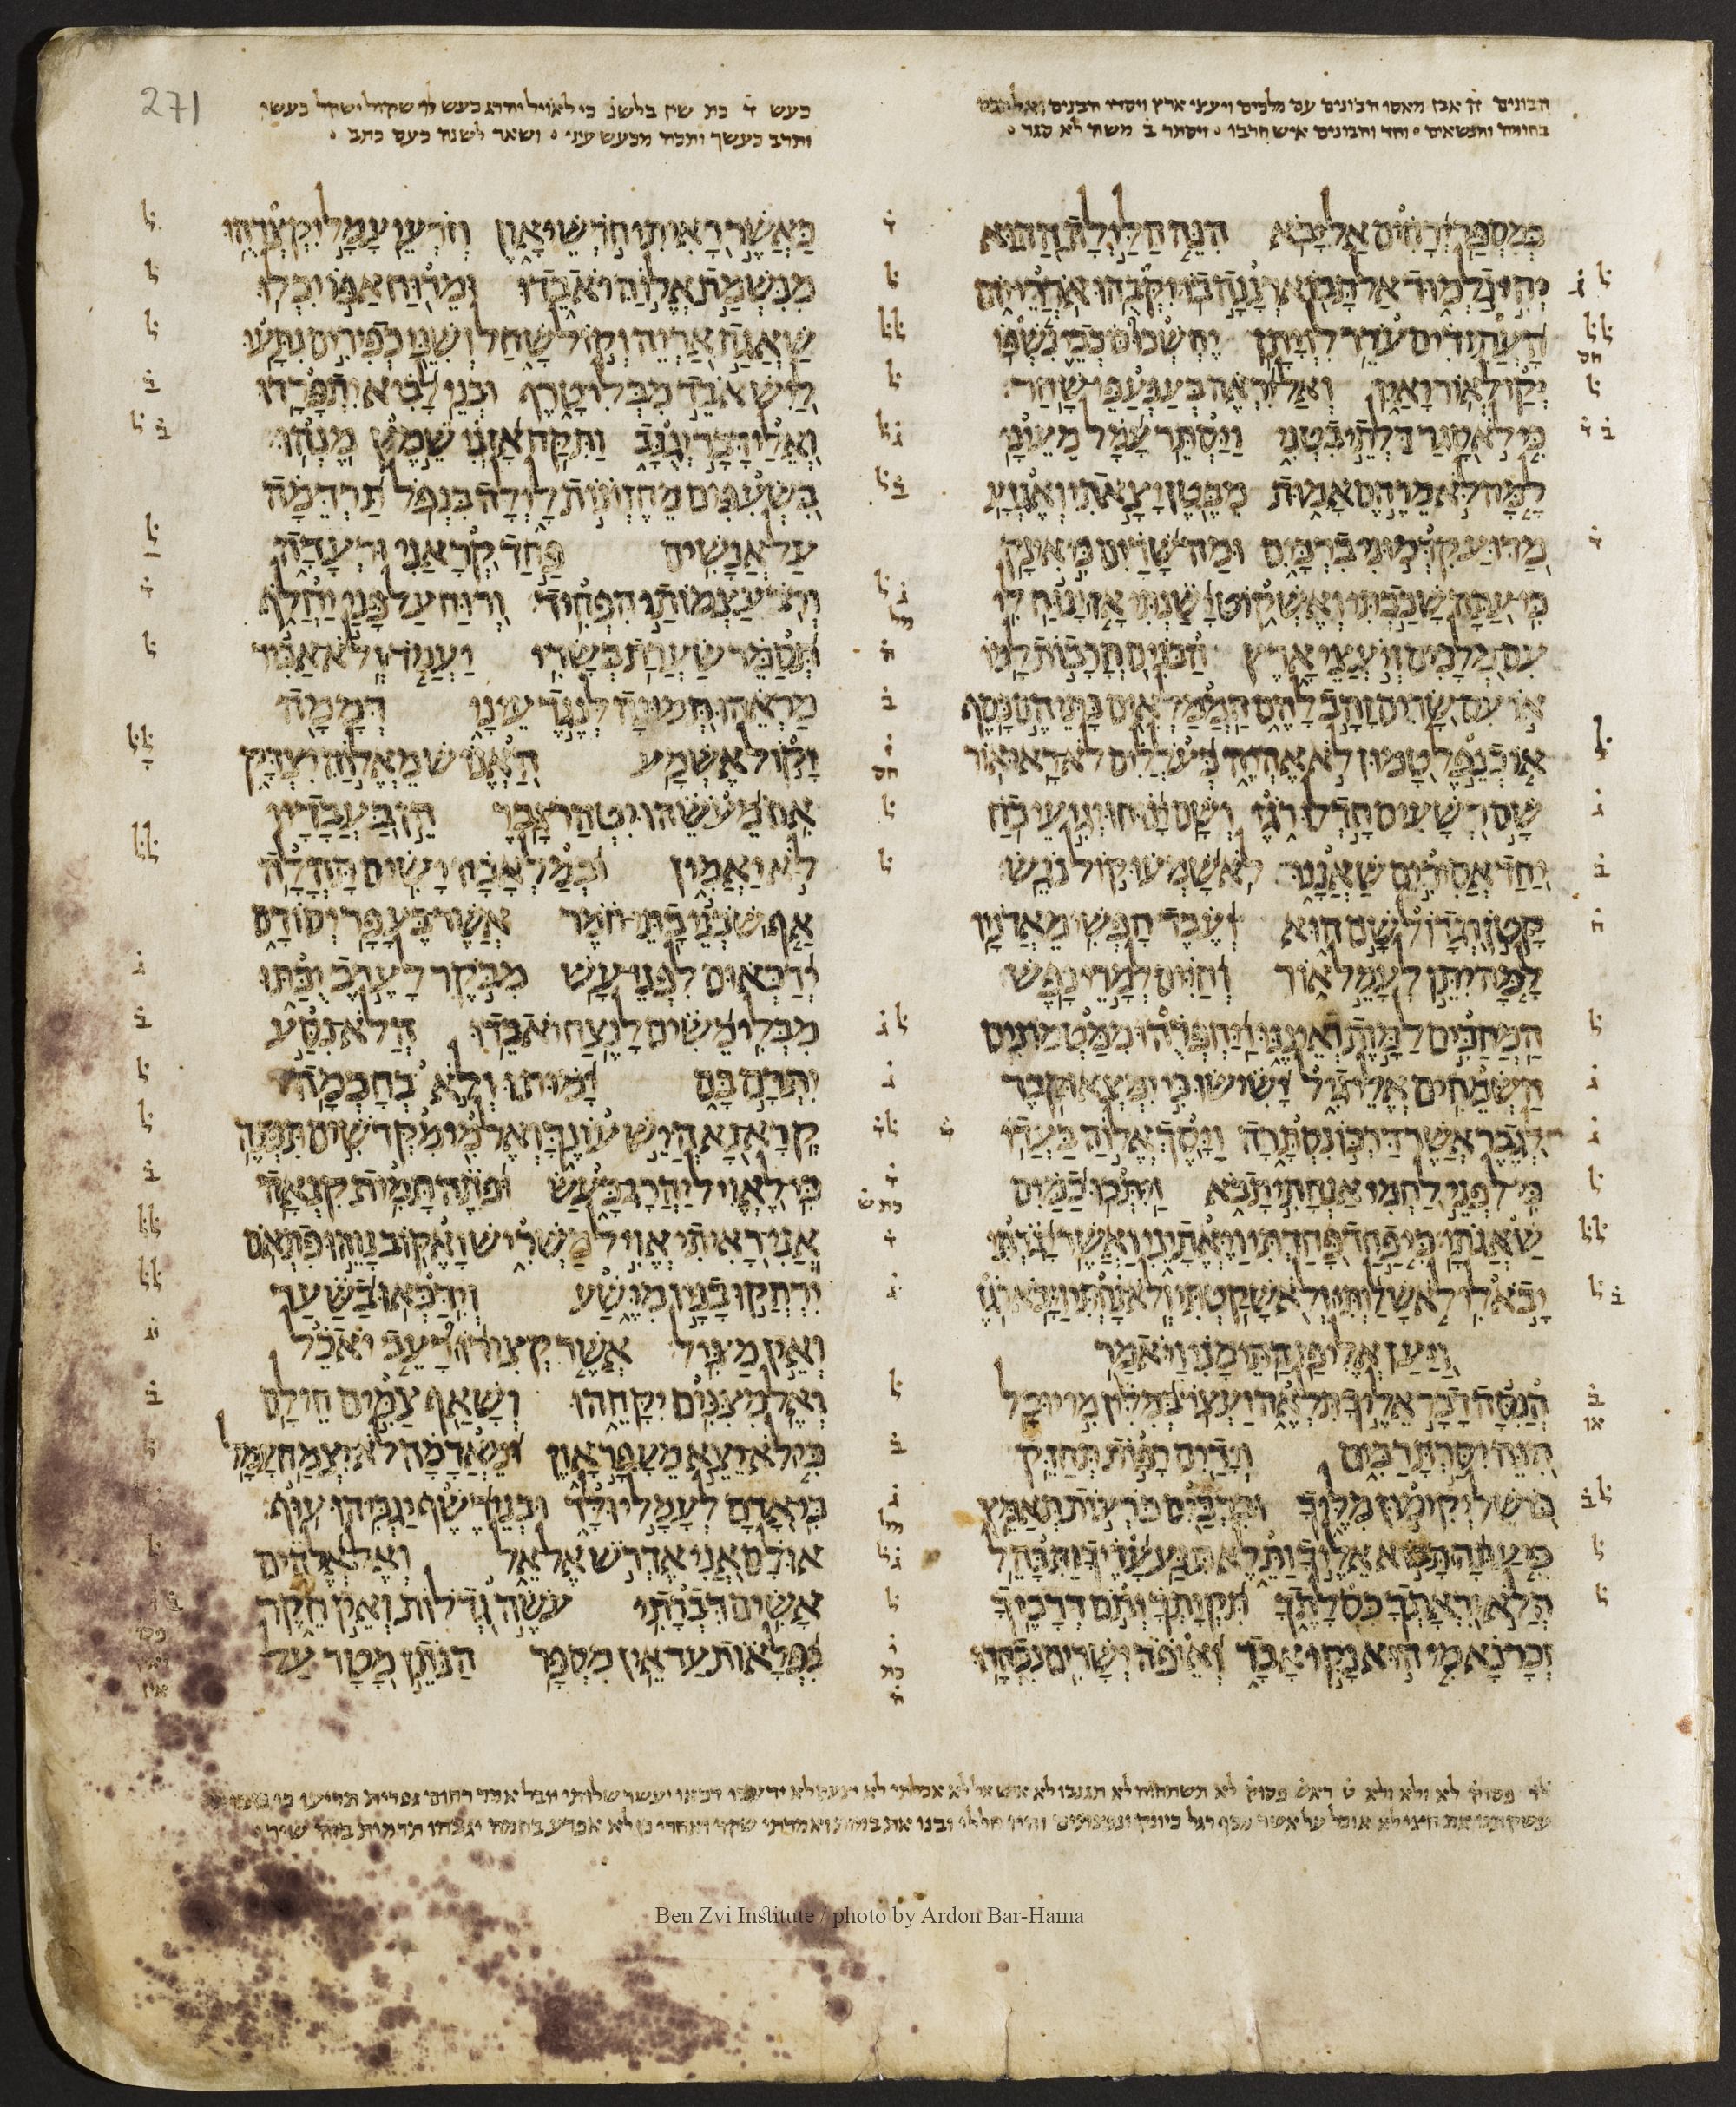 271
הבונים
במספר ירחים אל יבא הנה הלילה ההוא
יהי גלמוד אל תבוא רננה בו יקבהו אררי יום
העתידים ערר לויתן יחשכו כוכבי נשפו
יקו לאור ואין ואל יראה בעפעפי שחר
כי לא סגר דלתי בטני ויסתר עמל מעיני
למה לא מרחם אמות מבטן יצאתי ואגוע
מדוע קדמוני ברכים ומה שדים כי אינק
כי עתה שכבתי ואשקוט ישנתי אז ינוח לי
עם מלכים ויעצי ארץ הבנים חרבות למו
או עם שרים זהב להם הממלאים בתיהם כסף
או כנפל טמון לא אהיה כעללים לא ראו אור
שם רשעים חדלו רגז ושם ינוחו יגיעי כח
יחד אסירים שאננו לא שמעו קול נגש
קטן וגדול שם הוא ועבד חפשי מאדניו
למה יתן לעמל אור וחיים למרי נפש
המחכים למות ואיננו ויחפרהו ממטמונים
השמחים אלי גיל ישישו כי ימצאו קבר
לגבר אשר דרכו נסתרה ויסך אלוה בעדו
כי לפני לחמי אנחתי תבא ויתכו כמים
שאגתי כי פחד פחדתי ויאתיני ואשר יגרתי
יבא לי לא שלותי ולא שקטתי ולא נחתי ויבא רגז
ויען אליפז התימני ויאמר
הנסה דבר אליך תלאה ועצר במלין מי יוכל
הנה יסרת רבים וידים רפות תחזק
כושל יקימון מליך וברכים כרעות תאמץ
כי עתה תבוא אליך ותלא תגע עדיך ותבהל
הלא יראתך כסלתך תקותך ותם דרכיך
זכר נא מי הוא נקי אבד ואיפה ישרים נכחדו
כעש
ותרב כעשך ותכה מכעש עיני ושאר לשנה כעס כתב
כאשר ראיתי חרשי און וזרעי עמל יקצרהו
מנשמת אלוה יאבדו ומרוח אפו יכלו
שאגת אריה וקול שחל ושני כפירים נתעו
ליש אבד מבלי טרף ובני לביא יתפרדו
ואלי דבר יגנב ותקח אזני שמץ מנהו
בשעפים מחזינות לילה בנפל תרדמה
על אנשים פחד קראני ורעדה
ורב עצמותי הפחיד ורוח על פני יחלף
תסמר שערת בשרי יעמד ולא אכיר
מראהו תמונה לנגד עיני דממה
וקול אשמע האנוש מאלוה יצדק
אם מעשהו יטהר גבר הן בעבדיו
לא יאמין ובמלאכיו ישים תהלה
אף שכני בתי חמר אשר בעפר יסודם
ידכאום לפני עש מבקר לערב יכתו
מבלי משים לנצח יאבדו הלא נסע
יתרם בם ימותו ולא בחכמה
קרא נא היש עונך ואל מי מקדשים תפנה
כי לאויל יהרג כעש ופתה תמית קנאה
אני ראיתי אויל משריש ואקוב נוהו פתאם
ירחקו בניו מישע וידכאו בשער
ואין מציל אשר קצירו רעב יאכל
ואל מצנים יקחהו ושאף צמים חילם
כי לא יצא מעפר און ומאדמה לא יצמח עמל
כי אדם לעמל יולד ובני רשף יגביהו עוף
אולם אני אדרש אל אל ואל אלהים
אשים דברתי עשה גדלות ואין חקר
נפלאות עד אין מספר הנתן מטר על
Ben Zvi Institute / photo by Ardon Bar-Hama